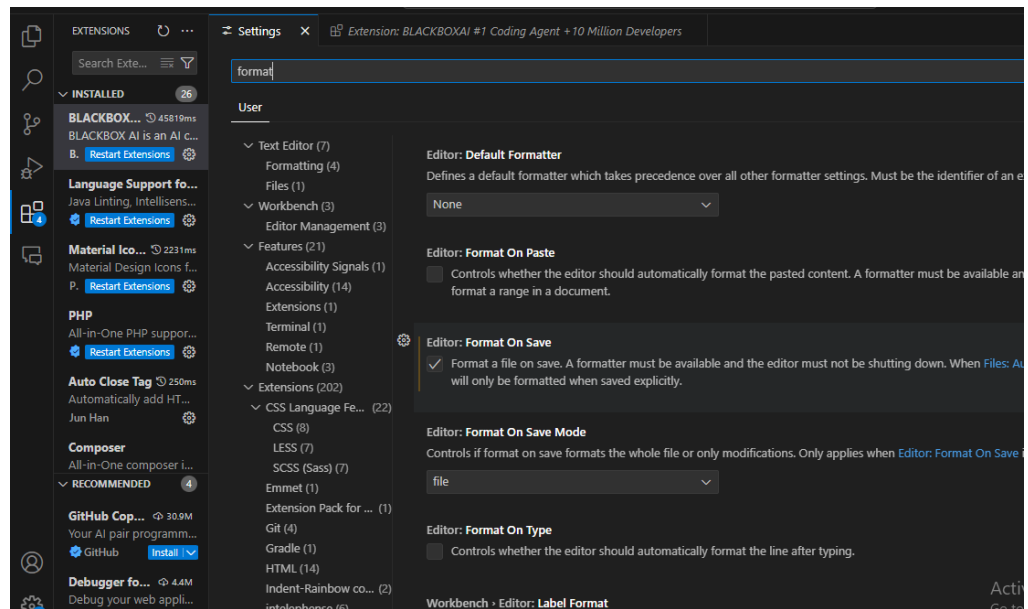 EXTENSIONS
Search Exte...
INSTALLED 26
BLACKBOX... 45819ms
BLACKBOX AI is an AI c...
B. Restart Extensions
Language Support fo...
Java Linting, Intellisens...
Restart Extensions
Material Ico... 2231ms
Material Design Icons f...
P. Restart Extensions
PHP
All-in-One PHP suppor...
Restart Extensions
Auto Close Tag 250ms
Automatically add HT...
Jun Han
Composer
All-in-One composer i...
RECOMMENDED 4
GitHub Cop... 30.9M
Your AI pair programm...
GitHub Install
Debugger fo... 4.4M
Debug your web appli...
4
Settings
Extension: BLACKBOXAI #1 Coding Agent +10 Million Developers
format
User
Text Editor (7)
Formatting (4)
Files (1)
Workbench (3)
Editor Management (3)
Features (21)
Accessibility Signals (1)
Accessibility (14)
Extensions (1)
Terminal (1)
Remote (1)
Notebook (3)
Extensions (202)
CSS Language Fe... (22)
CSS (8)
LESS (7)
SCSS (Sass) (7)
Emmet (1)
Extension Pack for ... (1)
Git (4)
Gradle (1)
HTML (14)
Indent-Rainbow co... (2)
intelephense (6)
Editor: Default Formatter
Defines a default formatter which takes precedence over all other formatter settings. Must be the identifier of an e
None
Editor: Format On Paste
Controls whether the editor should automatically format the pasted content. A formatter must be available an
format a range in a document.
Editor: Format On Save
Format a file on save. A formatter must be available and the editor must not be shutting down. When Files: Au
will only be formatted when saved explicitly.
Editor: Format On Save Mode
Controls if format on save formats the whole file or only modifications. Only applies when Editor: Format On Save i
file
Editor: Format On Type
Controls whether the editor should automatically format the line after typing.
Workbench › Editor: Label Format
Activ
Go to